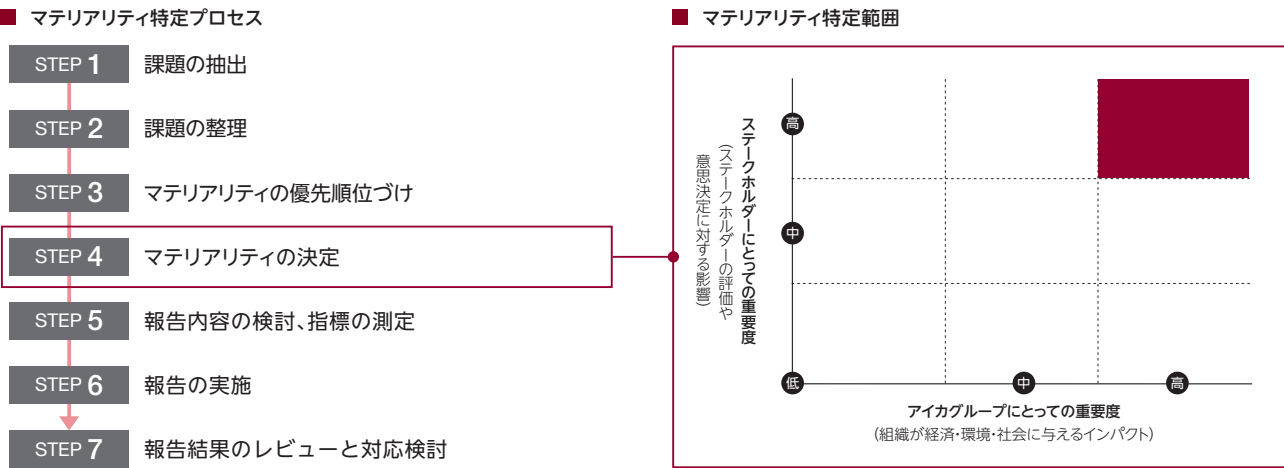 マテリアリティ特定プロセス
STEP 1 課題の抽出
STEP 2 課題の整理
STEP 3 マテリアリティの優先順位づけ
STEP 4 マテリアリティの決定
STEP 5 報告内容の検討、指標の測定
STEP 6 報告の実施
STEP 7 報告結果のレビューと対応検討
マテリアリティ特定範囲
ステークホルダーにとっての重要度
(ステークホルダーの評価や
意思決定に対する影響)
高
中
低
中
高
アイカグループにとっての重要度
(組織が経済・環境・社会に与えるインパクト)